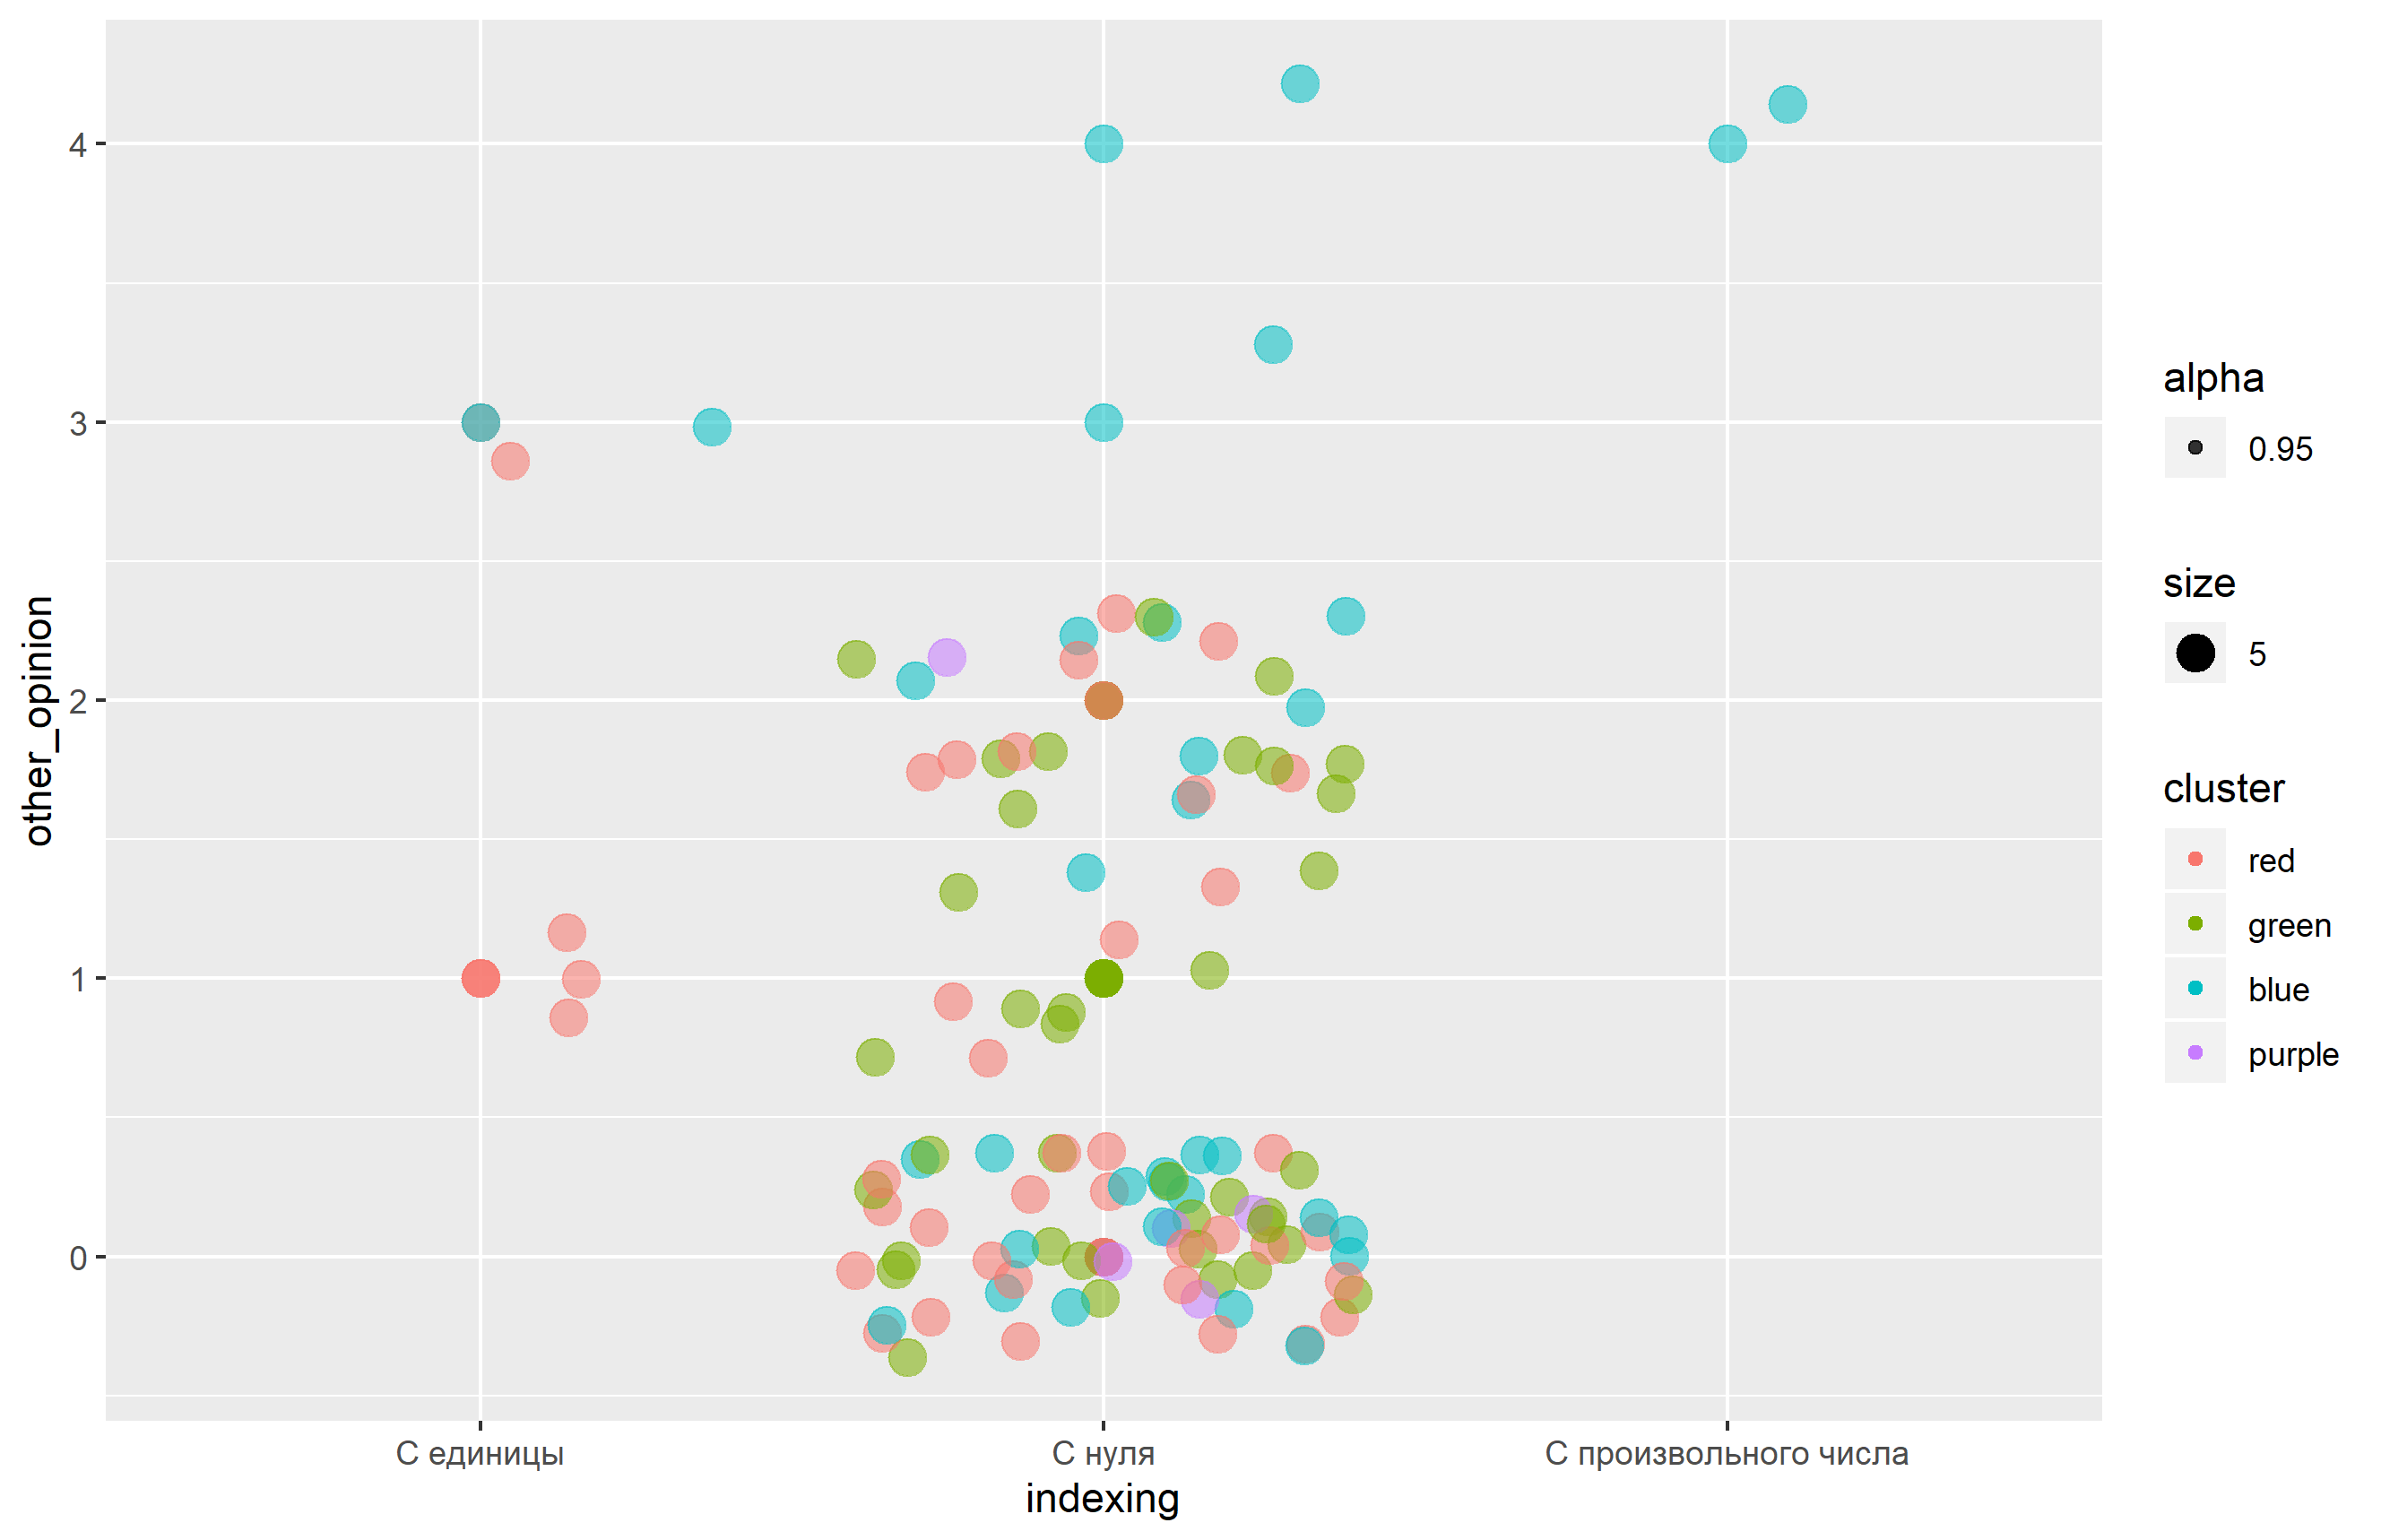 other_opinion
4
3
2
1
0
С единицы
С нуля
С произвольного числа
indexing
alpha
0.95
size
5
cluster
red
green
blue
purple